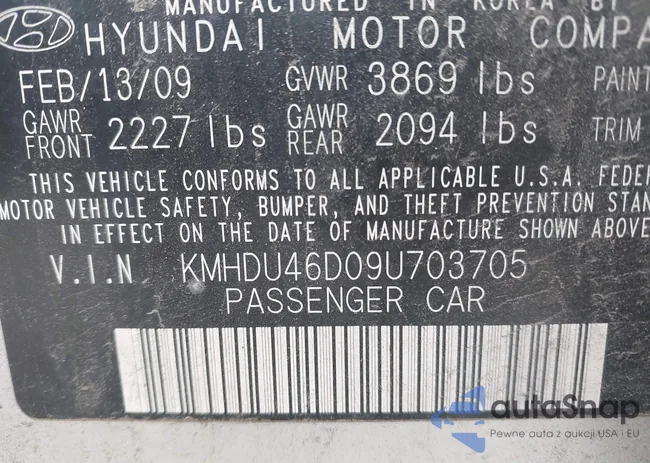 MANUFACTURED IN KOREA BY
HYUNDAI MOTOR COMPA
FEB/13/09 GVWR 3869 lbs PAINT
GAWR FRONT 2227 lbs GAWR REAR 2094 lbs TRIM
THIS VEHICLE CONFORMS TO ALL APPLICABLE U.S.A. FEDER
MOTOR VEHICLE SAFETY, BUMPER, AND THEFT PREVENTION STAN
IN EFFECT ON THE DATE OF MANUFACTURE SHOWN ABOVE
V.I.N KMHDU46D09U703705
PASSENGER CAR
autoSnap
Pewne auta z aukcji USA i EU